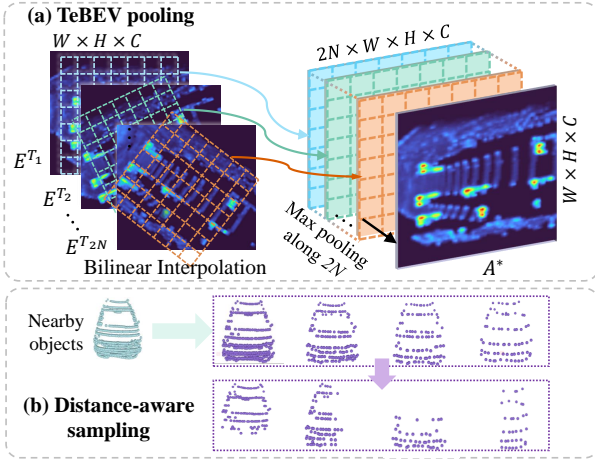 (a) TeBEV pooling
W × H × C
2N × W × H × C
E^{T_1}
E^{T_2}
...
E^{T_{2N}}
Bilinear Interpolation
...
Max pooling
along 2N
W × H × C
A*
Nearby
objects
(b) Distance-aware
sampling